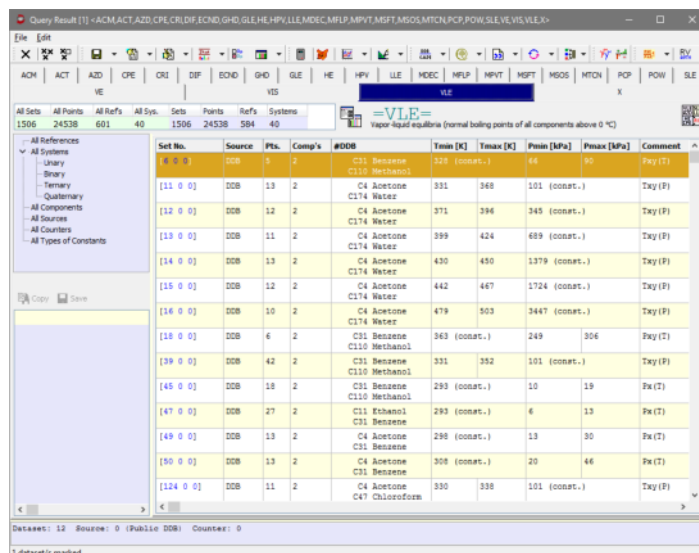 Query Result [1] <ACM,ACT,AZD,CPE,CRI,DIF,ECND,GHD,GLE,HE,HPV,LLE,MDEC,MFLP,MPVT,MSFT,MSOS,MTCN,PCP,POW,SLE,VE,VIS,VLE,X>
File Edit
ACM ACT AZD CPE CRI DIF ECND GHD GLE HE HPV LLE MDEC MFLP MPVT MSFT MSOS MTCN PCP POW SLE
VE VIS VLE X
All Sets All Points All Ref's All Sys. Sets Points Ref's Systems
1506 24538 601 40 1506 24538 584 40
=VLE=
Vapor-liquid equilibria (normal boiling points of all components above 0 °C)
All References
All Systems
Unary
Binary
Ternary
Quaternary
All Components
All Sources
All Counters
All Types of Constants
Copy Save
Set No. Source Pts. Comp's #DDB Tmin [K] Tmax [K] Pmin [kPa] Pmax [kPa] Comment
[6 0 0] DDB 5 2 C31 Benzene 328 (const.) 66 90 Pxy(T)
C110 Methanol
[11 0 0] DDB 13 2 C4 Acetone 331 368 101 (const.) Txy(P)
C174 Water
[12 0 0] DDB 12 2 C4 Acetone 371 396 345 (const.) Txy(P)
C174 Water
[13 0 0] DDB 11 2 C4 Acetone 399 424 689 (const.) Txy(P)
C174 Water
[14 0 0] DDB 13 2 C4 Acetone 430 450 1379 (const.) Txy(P)
C174 Water
[15 0 0] DDB 12 2 C4 Acetone 442 467 1724 (const.) Txy(P)
C174 Water
[16 0 0] DDB 10 2 C4 Acetone 479 503 3447 (const.) Txy(P)
C174 Water
[18 0 0] DDB 6 2 C31 Benzene 363 (const.) 249 306 Pxy(T)
C110 Methanol
[39 0 0] DDB 42 2 C31 Benzene 331 352 101 (const.) Txy(P)
C110 Methanol
[45 0 0] DDB 18 2 C31 Benzene 293 (const.) 10 19 Px(T)
C110 Methanol
[47 0 0] DDB 27 2 C11 Ethanol 293 (const.) 6 13 Px(T)
C31 Benzene
[49 0 0] DDB 13 2 C4 Acetone 298 (const.) 13 30 Px(T)
C31 Benzene
[50 0 0] DDB 13 2 C4 Acetone 308 (const.) 20 46 Px(T)
C31 Benzene
[124 0 0] DDB 11 2 C4 Acetone 330 338 101 (const.) Txy(P)
C47 Chloroform
Dataset: 12 Source: 0 (Public DDB) Counter: 0
1 dataset/s marked